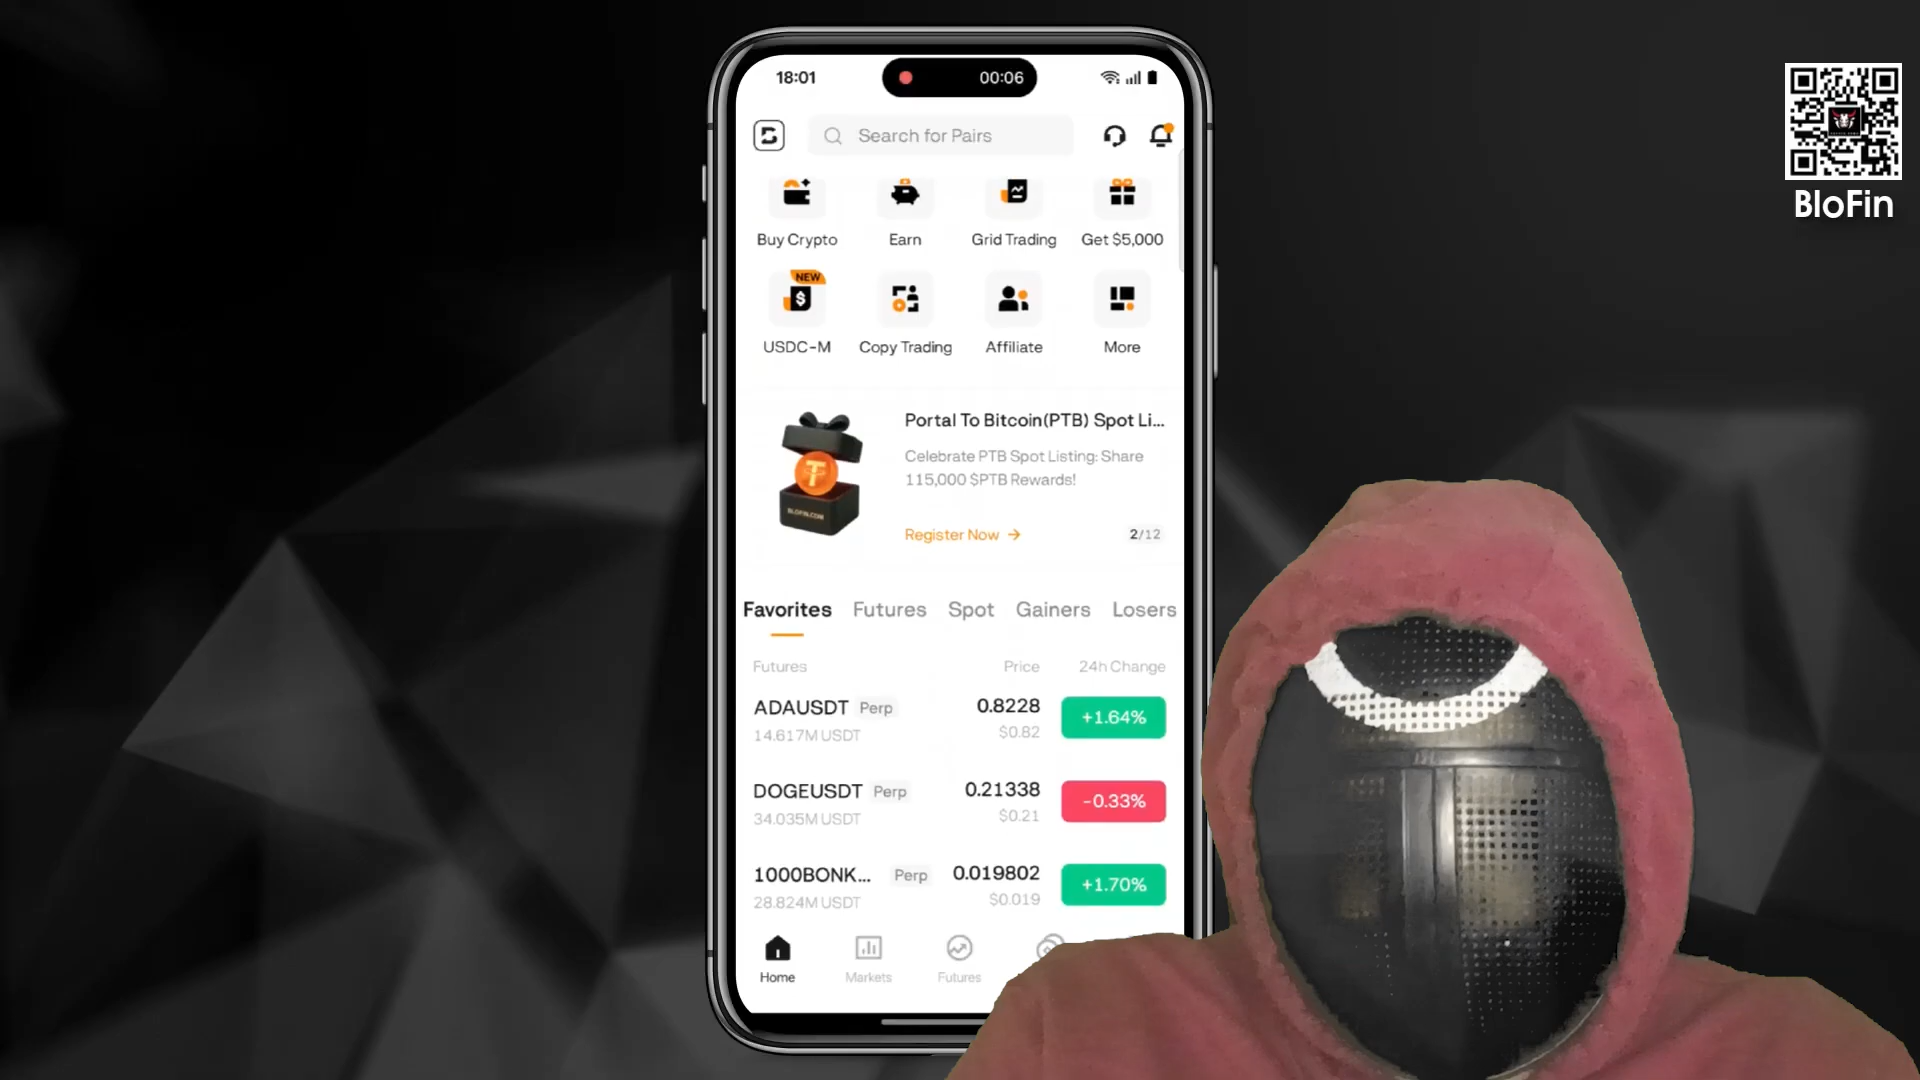 18:01
00:06
Search for Pairs
Buy Crypto
Earn
Grid Trading
Get $5,000
NEW
USDC-M
Copy Trading
Affiliate
More
Portal To Bitcoin(PTB) Spot Li...
Celebrate PTB Spot Listing: Share
115,000 $PTB Rewards!
BLOFIN.COM
Register Now →
2/12
Favorites
Futures
Spot
Gainers
Losers
Futures
Price
24h Change
ADAUSDT Perp
0.8228
+1.64%
14.617M USDT
$0.82
DOGEUSDT Perp
0.21338
-0.33%
34.035M USDT
$0.21
1000BONK... Perp
0.019802
+1.70%
28.824M USDT
$0.019
Home
Markets
Futures
BloFin